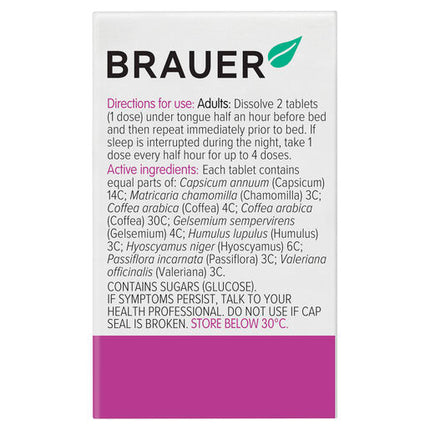 BRAUER
Directions for use: Adults: Dissolve 2 tablets
(1 dose) under tongue half an hour before bed
and then repeat immediately prior to bed. If
sleep is interrupted during the night, take 1
dose every half hour for up to 4 doses.
Active ingredients: Each tablet contains
equal parts of: Capsicum annuum (Capsicum)
14C; Matricaria chamomilla (Chamomilla) 3C;
Coffea arabica (Coffea) 4C; Coffea arabica
(Coffea) 30C; Gelsemium sempervirens
(Gelsemium) 4C; Humulus lupulus (Humulus)
3C; Hyoscyamus niger (Hyoscyamus) 6C;
Passiflora incarnata (Passiflora) 3C; Valeriana
officinalis (Valeriana) 3C.
CONTAINS SUGARS (GLUCOSE).
IF SYMPTOMS PERSIST, TALK TO YOUR
HEALTH PROFESSIONAL. DO NOT USE IF CAP
SEAL IS BROKEN. STORE BELOW 30°C.